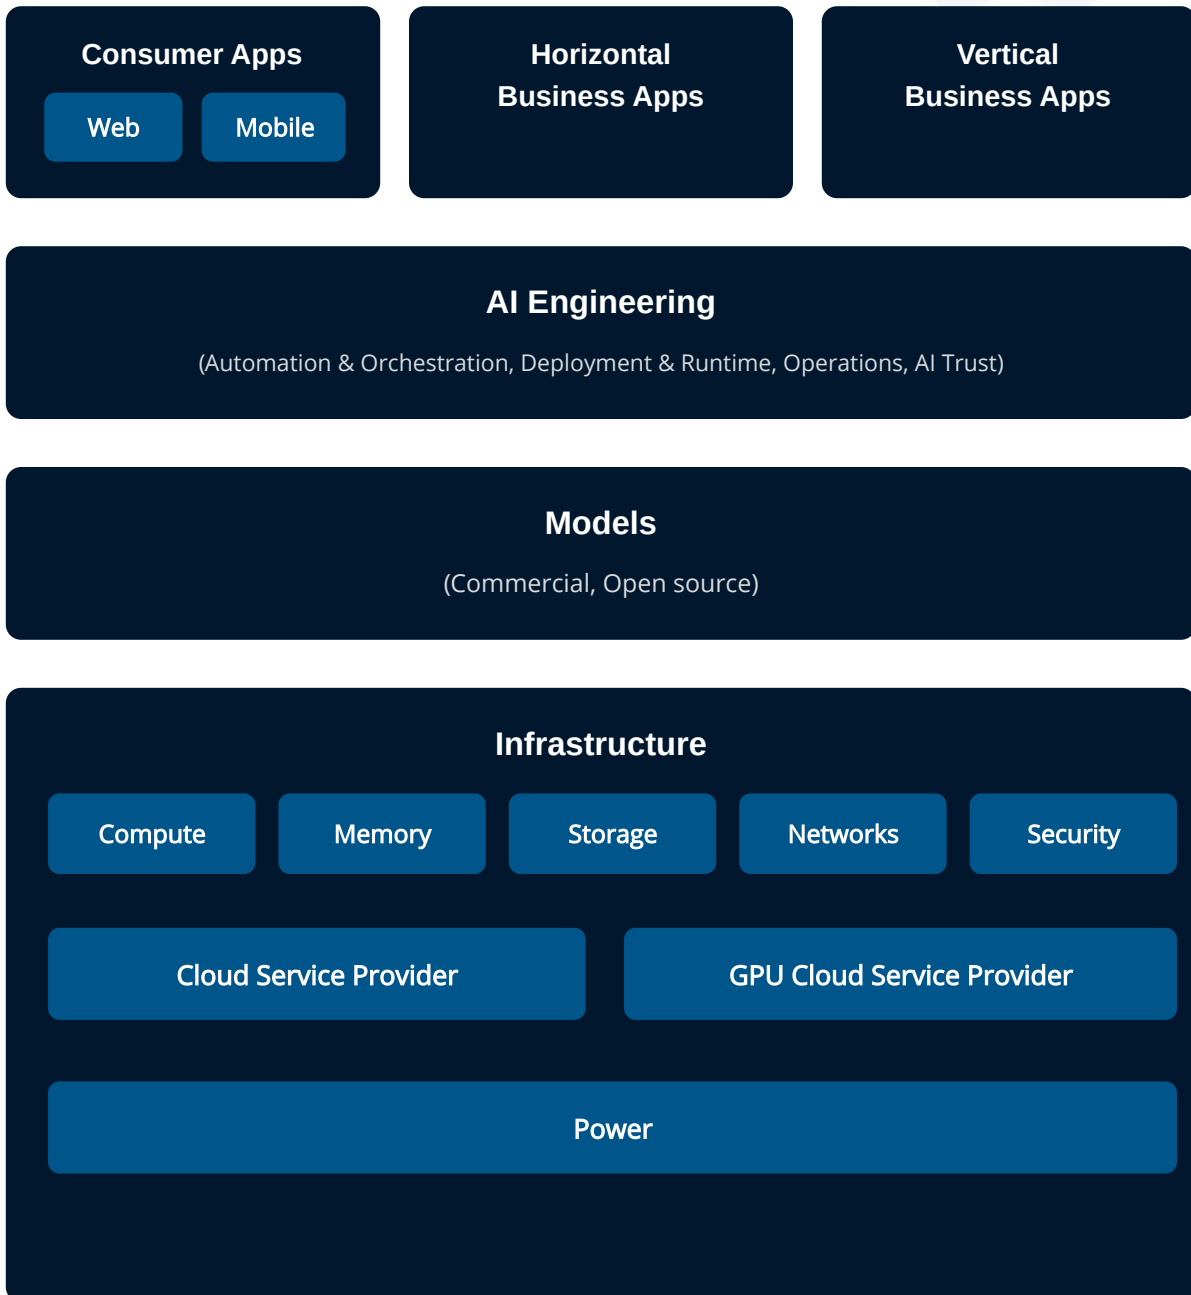 Consumer Apps
Web
Mobile
Horizontal
Business Apps
Vertical
Business Apps
AI Engineering
(Automation & Orchestration, Deployment & Runtime, Operations, AI Trust)
Models
(Commercial, Open source)
Infrastructure
Compute
Memory
Storage
Networks
Security
Cloud Service Provider
GPU Cloud Service Provider
Power